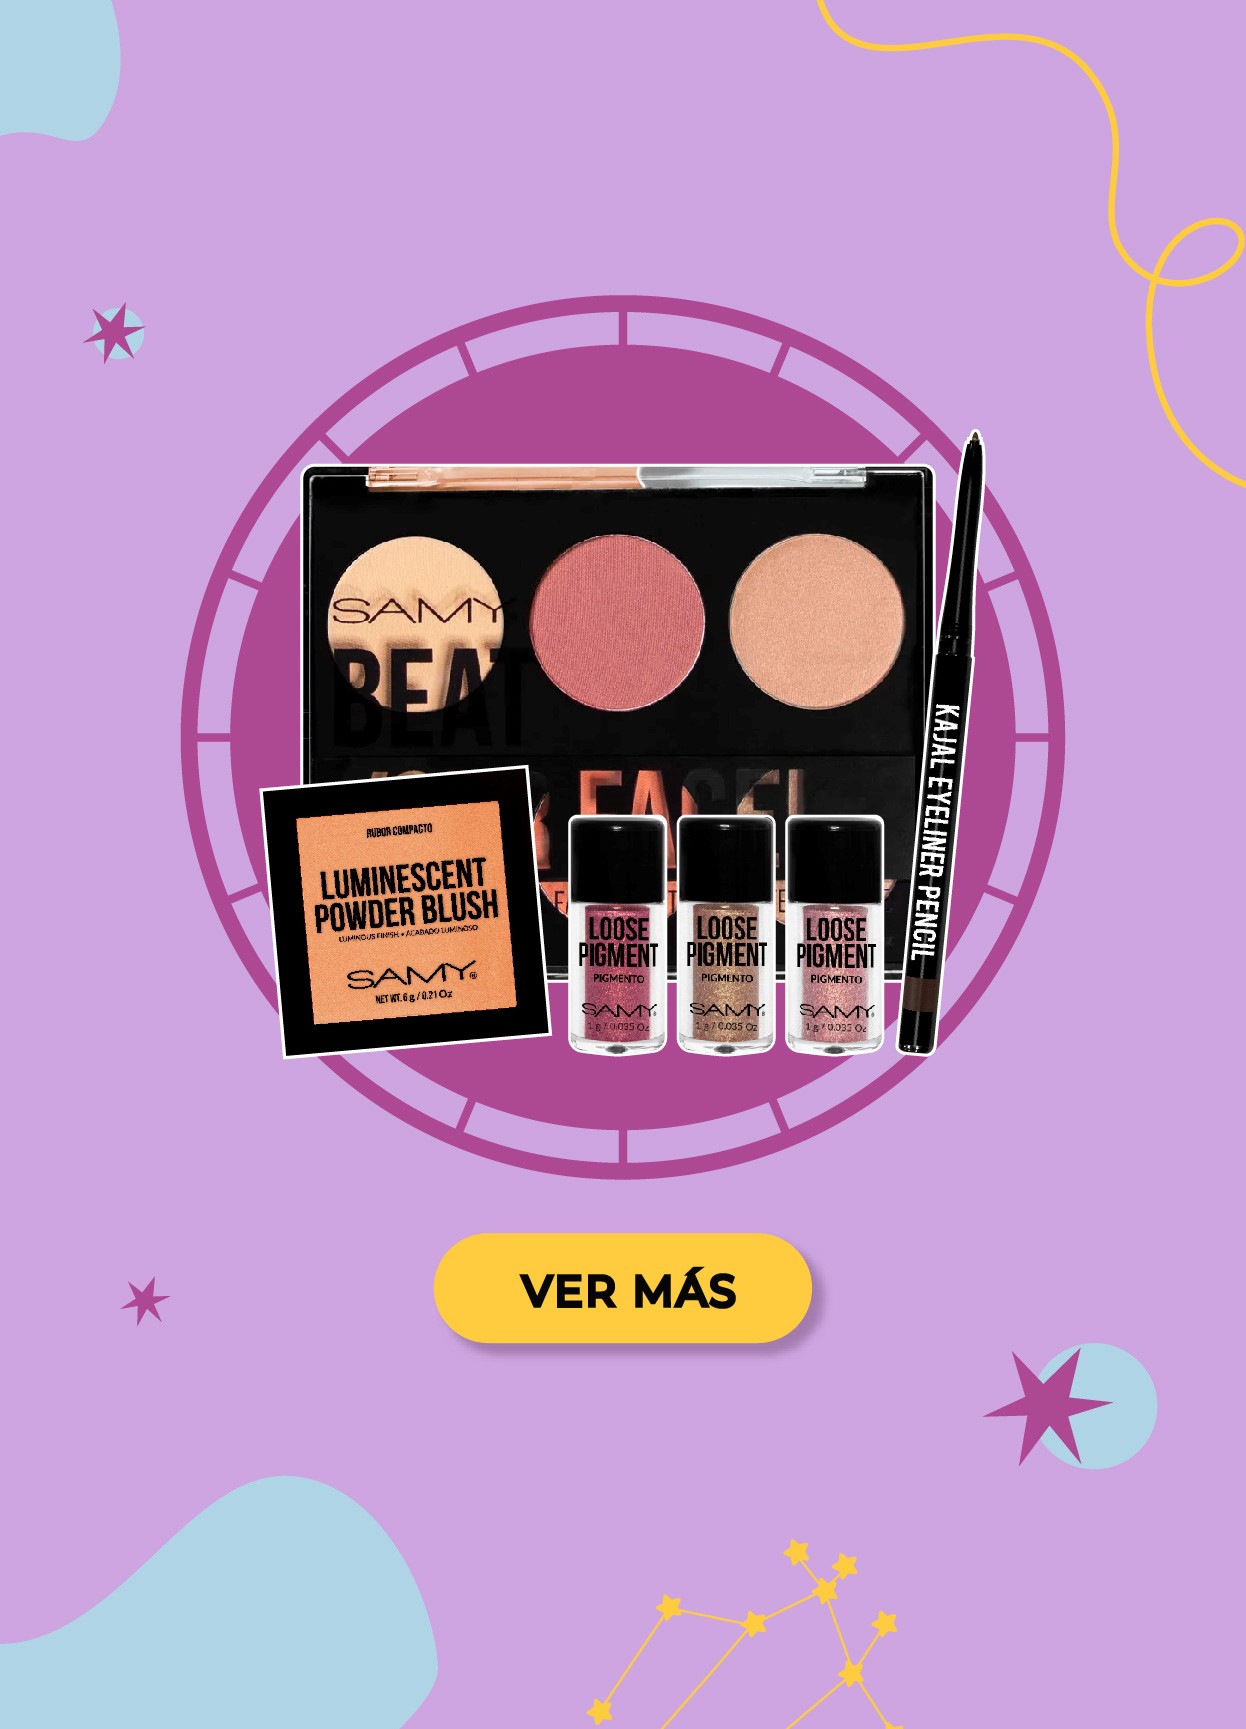 SAMY
BEAT
FACE!
KAJAL EYELINER PENCIL
RUBOR COMPACTO
LUMINESCENT
POWDER BLUSH
LUMINOUS FINISH • ACABADO LUMINOSO
SAMY®
NET WT. 6 g / 0.21 Oz
LOOSE
PIGMENT
PIGMENTO
SAMY®
1 g / 0.035 Oz
LOOSE
PIGMENT
PIGMENTO
SAMY®
1 g / 0.035 Oz
LOOSE
PIGMENT
PIGMENTO
SAMY®
1 g / 0.035 Oz
VER MÁS